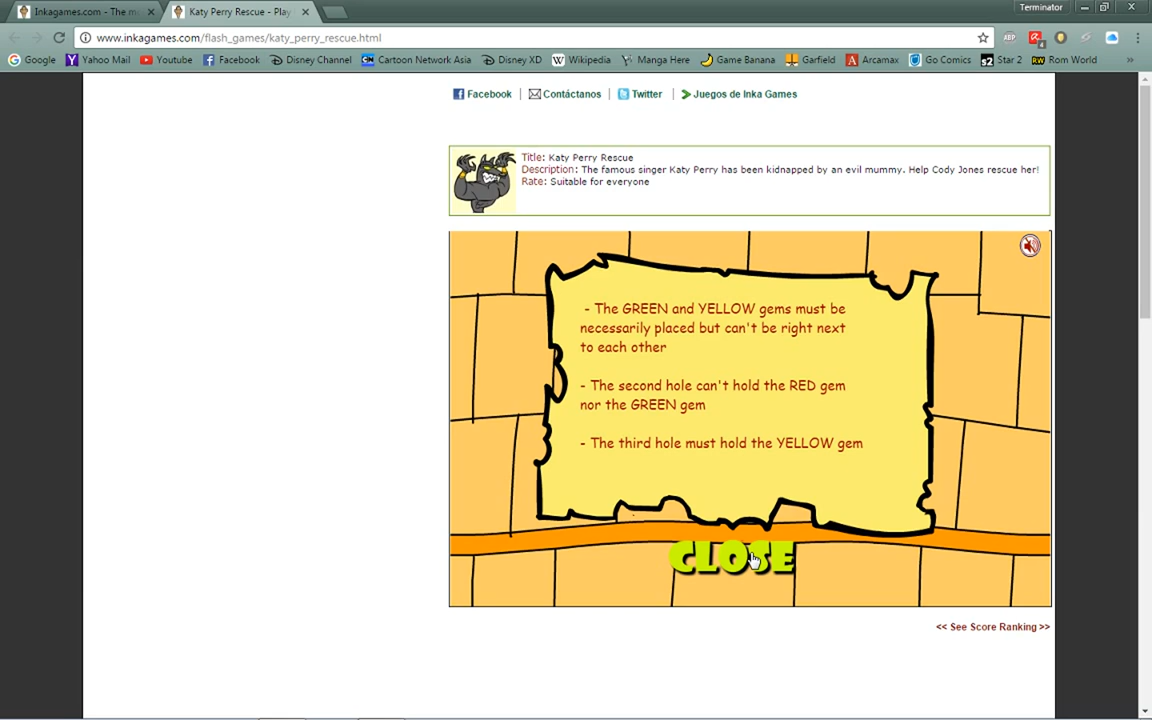 Terminator
Inkagames.com - The m
Katy Perry Rescue - Play
www.inkagames.com/flash_games/katy_perry_rescue.html
Google Yahoo Mail Youtube Facebook Disney Channel Cartoon Network Asia Disney XD Wikipedia Manga Here Game Banana Garfield Arcamax Go Comics Star 2 Rom World
Facebook | Contáctanos | Twitter | Juegos de Inka Games
Title: Katy Perry Rescue
Description: The famous singer Katy Perry has been kidnapped by an evil mummy. Help Cody Jones rescue her!
Rate: Suitable for everyone
- The GREEN and YELLOW gems must be
necessarily placed but can't be right next
to each other
- The second hole can't hold the RED gem
nor the GREEN gem
- The third hole must hold the YELLOW gem
CLOSE
<< See Score Ranking >>